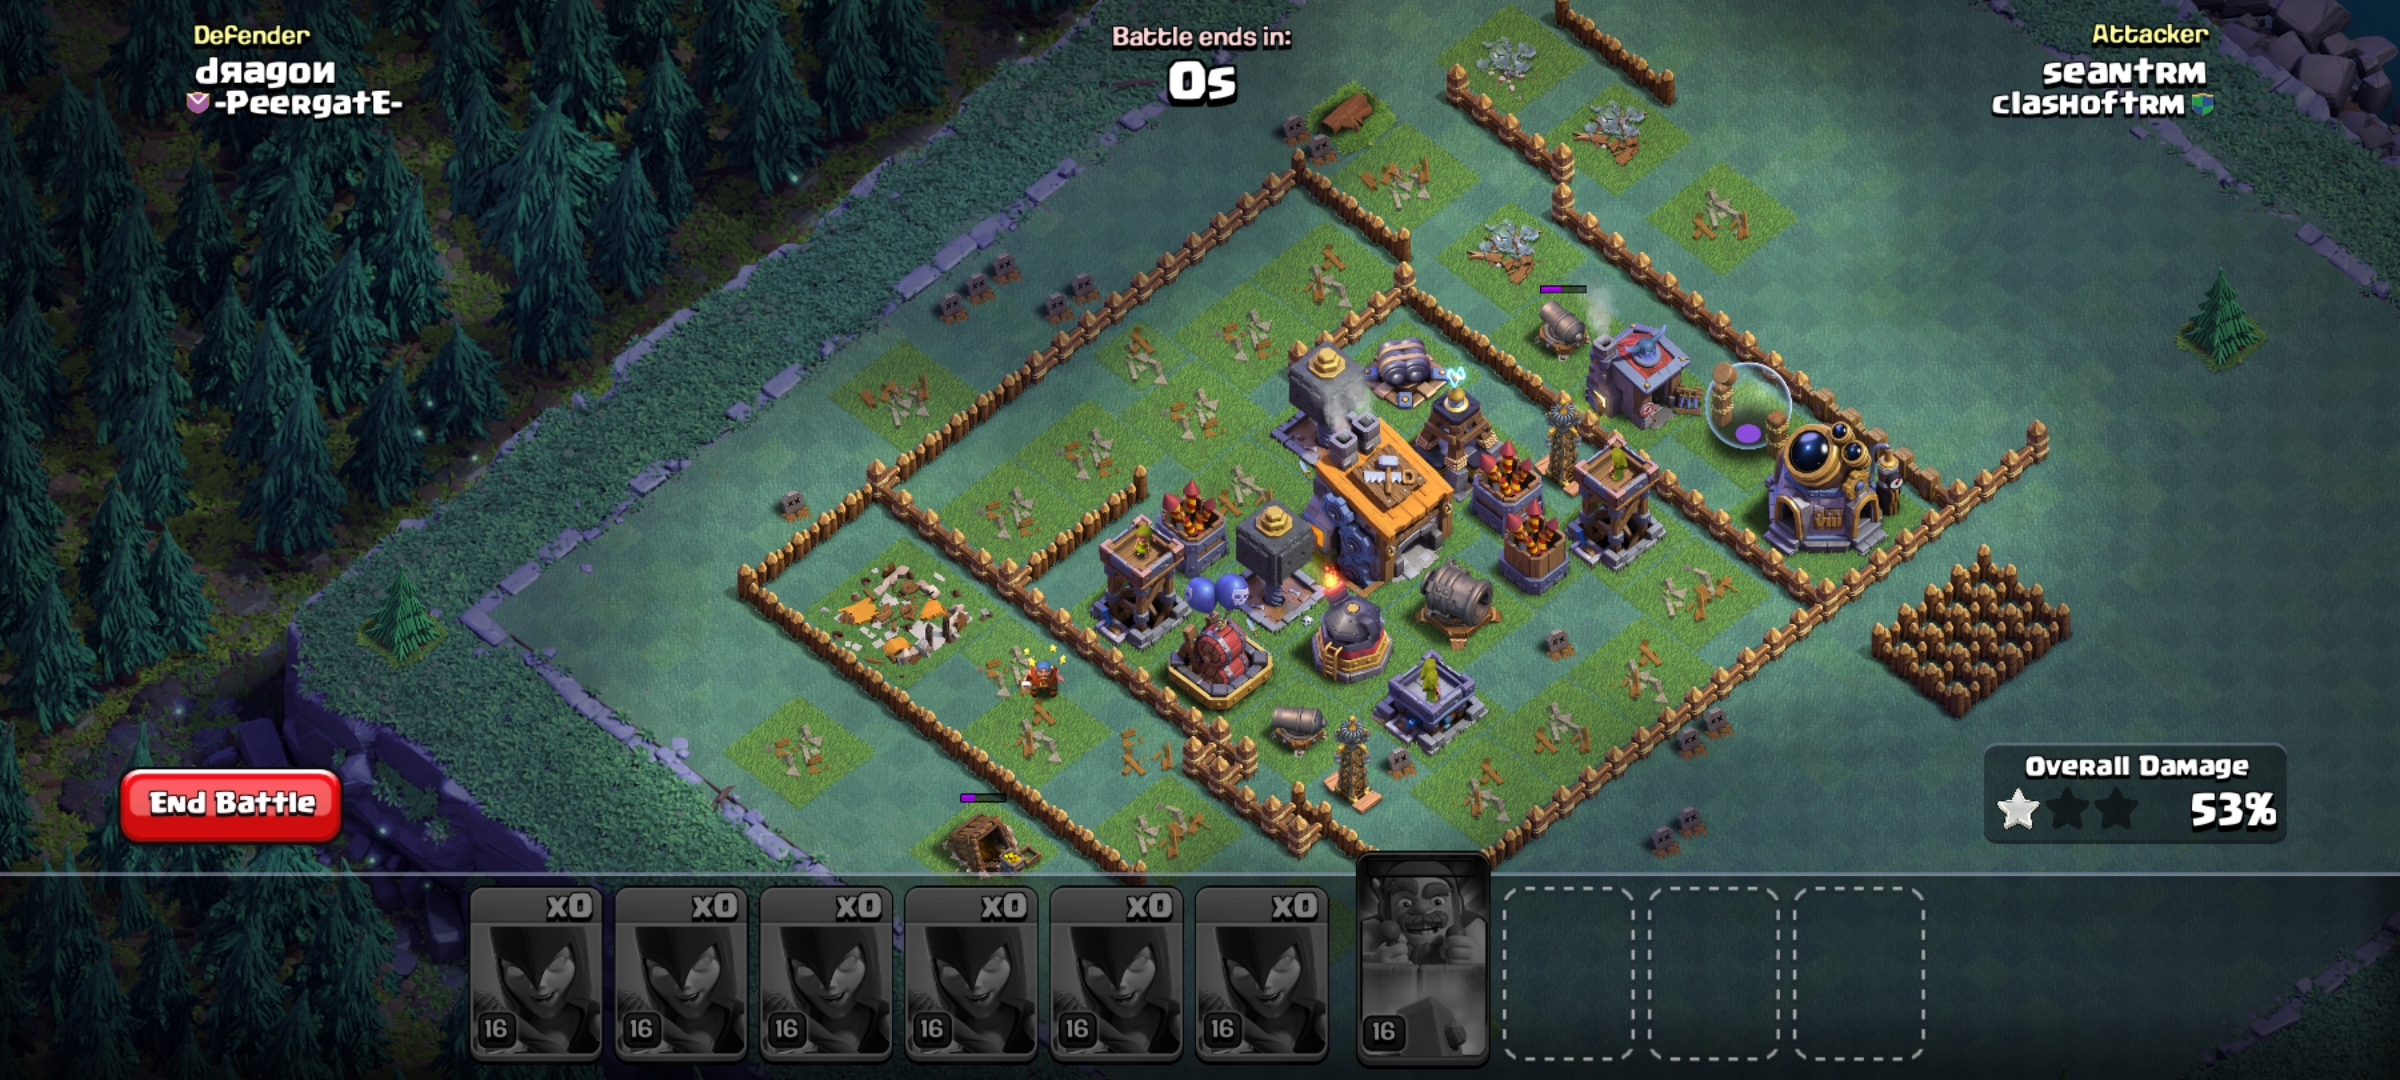 Defender
dragon
-PeergatE-
Battle ends in:
0s
Attacker
seantRM
clashoftRM
End Battle
Overall Damage
53%
x0
x0
x0
x0
x0
x0
16
16
16
16
16
16
16